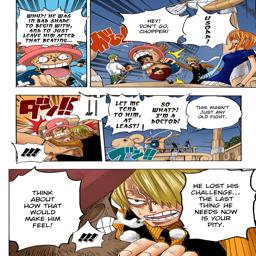 USOPP?
HEY!
DON'T GO,
CHOPPER!
WHY?! HE WAS
IN BAD SHAPE
TO BEGIN WITH,
AND TO JUST
LEAVE HIM AFTER
THAT BEATING...
THIS WASN'T
JUST ANY
OLD FIGHT.
SO
WHAT?!
I'M A
DOCTOR!
LET ME
TEND TO
HIM, AT
LEAST!
!!!
HE LOST HIS
CHALLENGE...
THE LAST
THING HE
NEEDS NOW
IS YOUR
PITY.
THINK
ABOUT HOW
THAT
WOULD
MAKE HIM
FEEL!
!!!